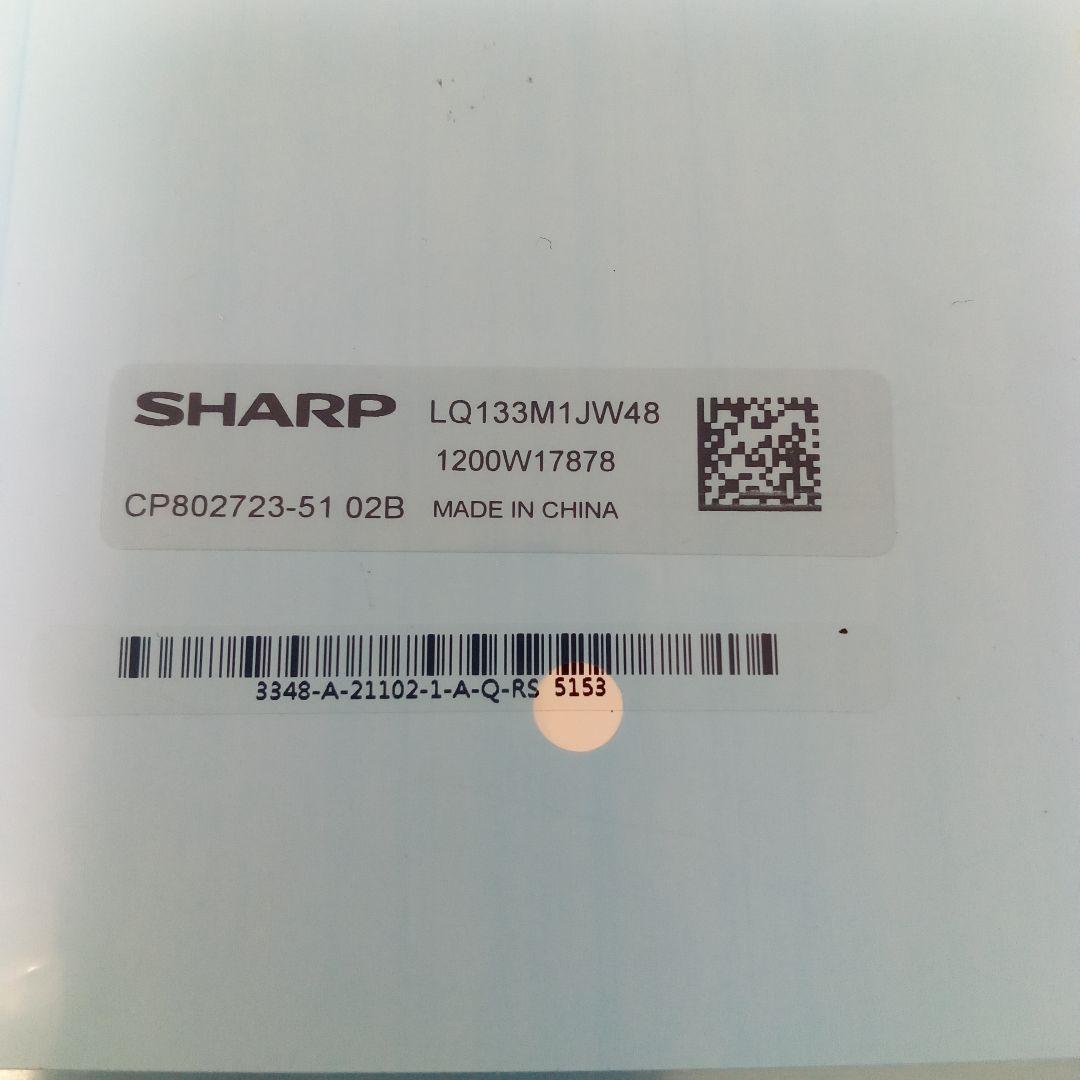 SHARP LQ133M1JW48
1200W17878
CP802723-51 02B MADE IN CHINA
3348-A-21102-1-A-Q-RS 5153